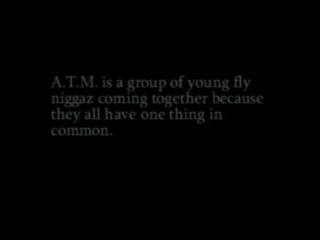 A.T.M. is a group of young fly
niggaz coming together because
they all have one thing in
common.